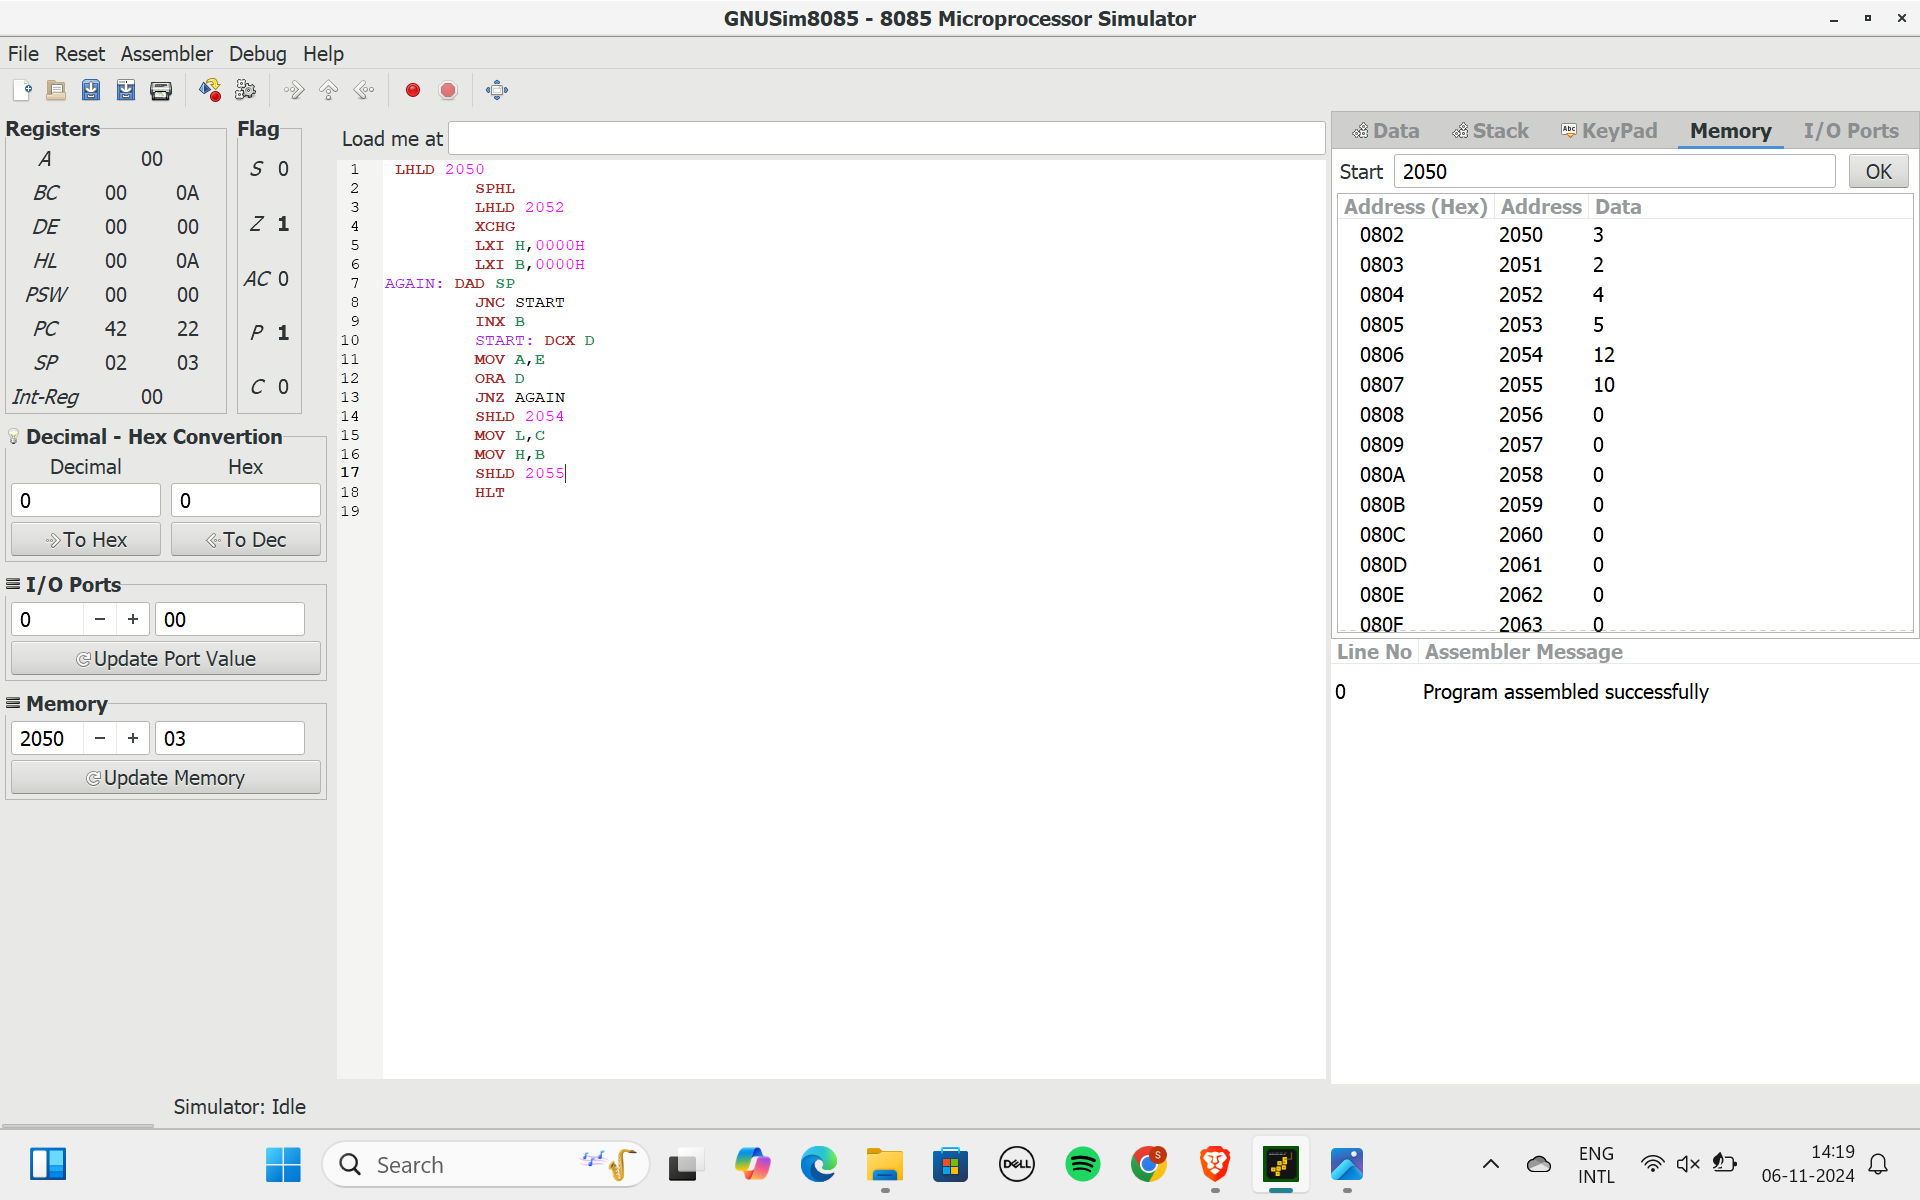 GNUSim8085 - 8085 Microprocessor Simulator
File Reset Assembler Debug Help
Registers
A 00
BC 00 0A
DE 00 00
HL 00 0A
PSW 00 00
PC 42 22
SP 02 03
Int-Reg 00
Flag
S 0
Z 1
AC 0
P 1
C 0
Decimal - Hex Convertion
Decimal Hex
0 0
To Hex To Dec
I/O Ports
0 - + 00
Update Port Value
Memory
2050 - + 03
Update Memory
Load me at
1 LHLD 2050
2 SPHL
3 LHLD 2052
4 XCHG
5 LXI H,0000H
6 LXI B,0000H
7 AGAIN: DAD SP
8 JNC START
9 INX B
10 START: DCX D
11 MOV A,E
12 ORA D
13 JNZ AGAIN
14 SHLD 2054
15 MOV L,C
16 MOV H,B
17 SHLD 2055
18 HLT
19
Data Stack Abc KeyPad Memory I/O Ports
Start 2050 OK
Address (Hex) Address Data
0802 2050 3
0803 2051 2
0804 2052 4
0805 2053 5
0806 2054 12
0807 2055 10
0808 2056 0
0809 2057 0
080A 2058 0
080B 2059 0
080C 2060 0
080D 2061 0
080E 2062 0
080F 2063 0
Line No Assembler Message
0 Program assembled successfully
Simulator: Idle
Search
DELL
S
ENG
INTL
14:19
06-11-2024